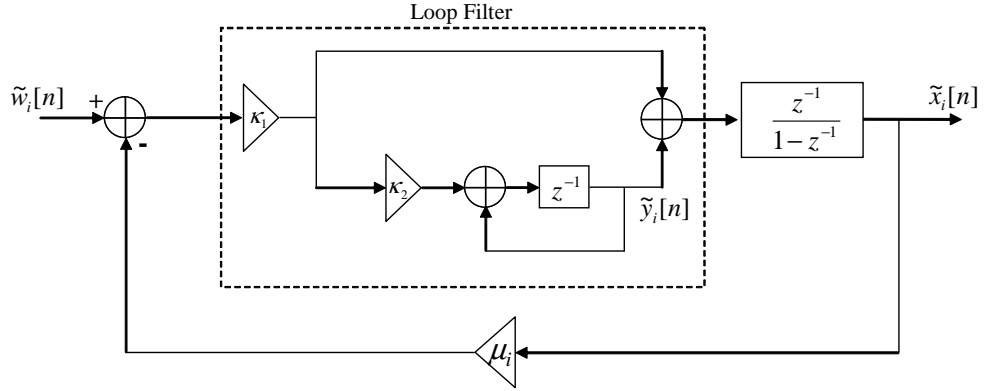 Loop Filter
w̃ᵢ[n]
+
-
κ₁
κ₂
z⁻¹
ỹᵢ[n]
z⁻¹
1 − z⁻¹
x̃ᵢ[n]
μᵢ